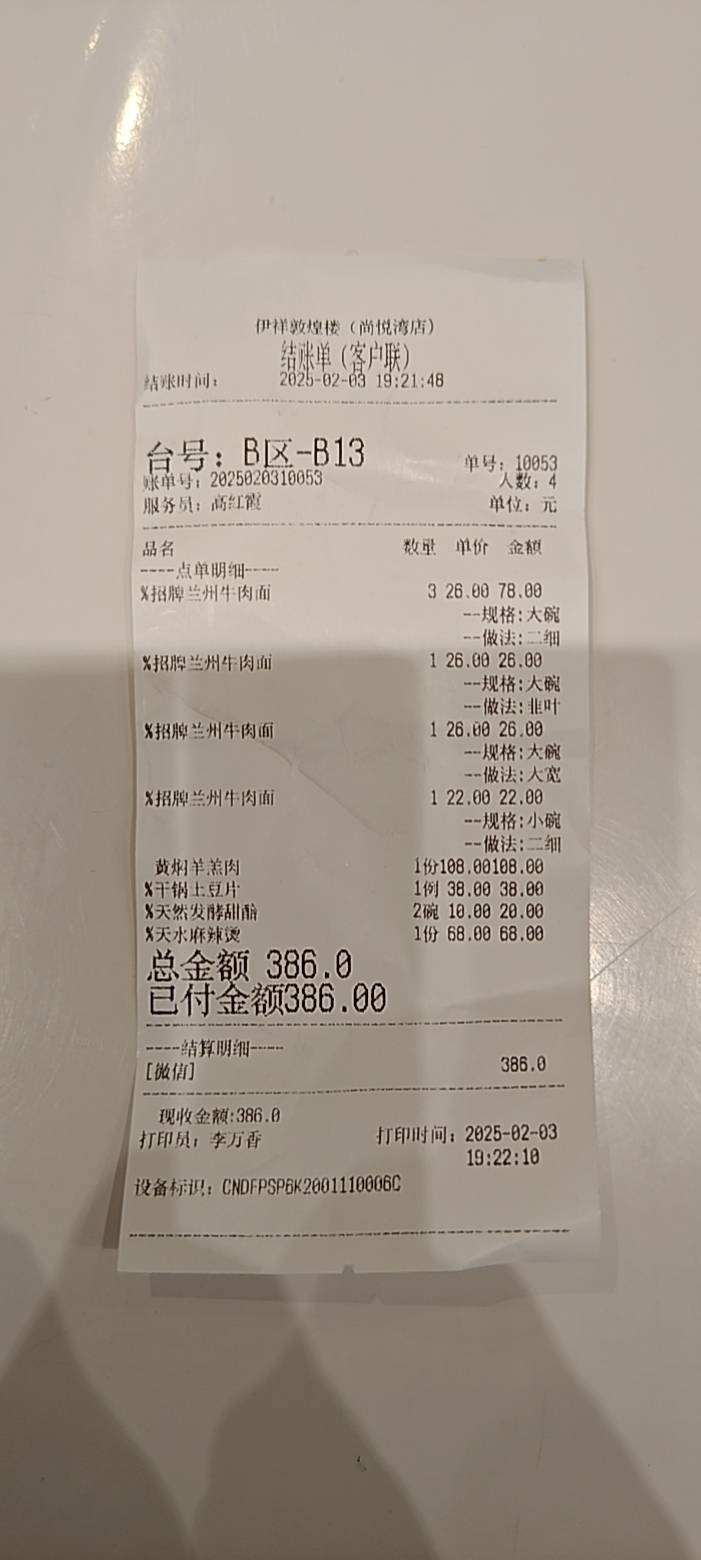 伊祥敦煌楼（尚悦湾店）
结账单（客户联）
结账时间： 2025-02-03 19:21:48
台号：B区-B13 单号：10053
账单号：2025020310053 人数：4
服务员：高红霞 单位：元
品名 数量 单价 金额
----点单明细----
%招牌兰州牛肉面 3 26.00 78.00
--规格:大碗
--做法:二细
%招牌兰州牛肉面 1 26.00 26.00
--规格:大碗
--做法:韭叶
%招牌兰州牛肉面 1 26.00 26.00
--规格:大碗
--做法:大宽
%招牌兰州牛肉面 1 22.00 22.00
--规格:小碗
--做法:二细
黄焖羊羔肉 1份108.00108.00
%干锅土豆片 1例 38.00 38.00
%天然发酵甜醅 2碗 10.00 20.00
%天水麻辣烫 1份 68.00 68.00
总金额 386.0
已付金额386.00
----结算明细----
[微信] 386.0
现收金额:386.0
打印员：李万香 打印时间：2025-02-03
19:22:10
设备标识：CNDFPSP6K2001110006C